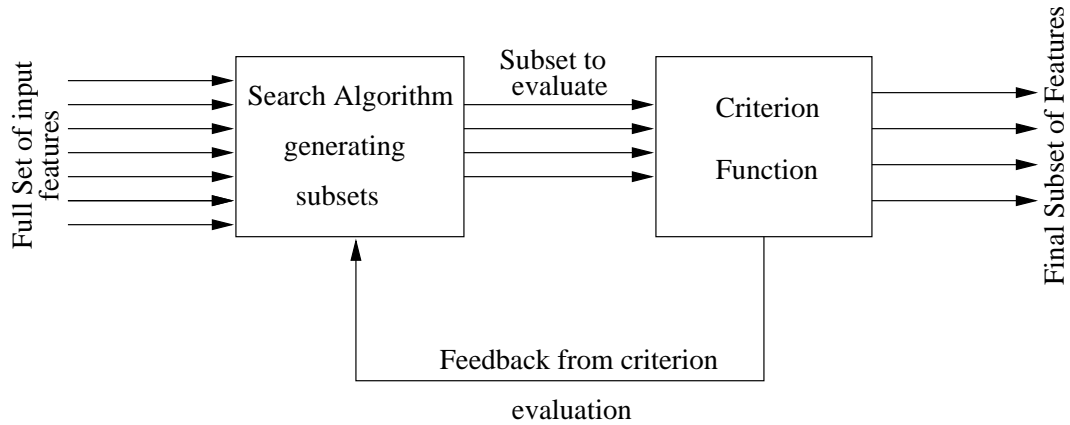 Full Set of input
features
Search Algorithm
generating
subsets
Subset to
evaluate
Criterion
Function
Final Subset of Features
Feedback from criterion
evaluation